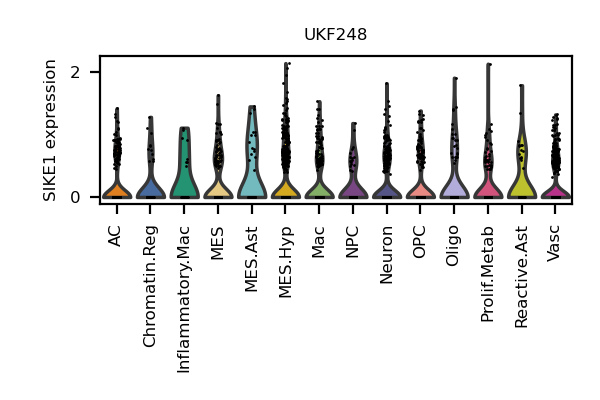 UKF248
SIKE1 expression
2
0
AC
Chromatin.Reg
Inflammatory.Mac
MES
MES.Ast
MES.Hyp
Mac
NPC
Neuron
OPC
Oligo
Prolif.Metab
Reactive.Ast
Vasc